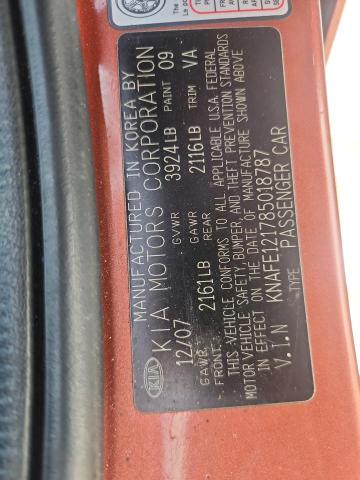 MANUFACTURED IN KOREA BY
KIA KIA MOTORS CORPORATION
12/07 GVWR 3924LB PAINT 09
GAWR FRONT 2161LB GAWR REAR 2116LB TRIM VA
THIS VEHICLE CONFORMS TO ALL APPLICABLE U.S.A. FEDERAL
MOTOR VEHICLE SAFETY BUMPER, AND THEFT PREVENTION STANDARDS
IN EFFECT ON THE DATE OF MANUFACTURE SHOWN ABOVE
V.I.N KNAFE121785018787
TYPE PASSENGER CAR